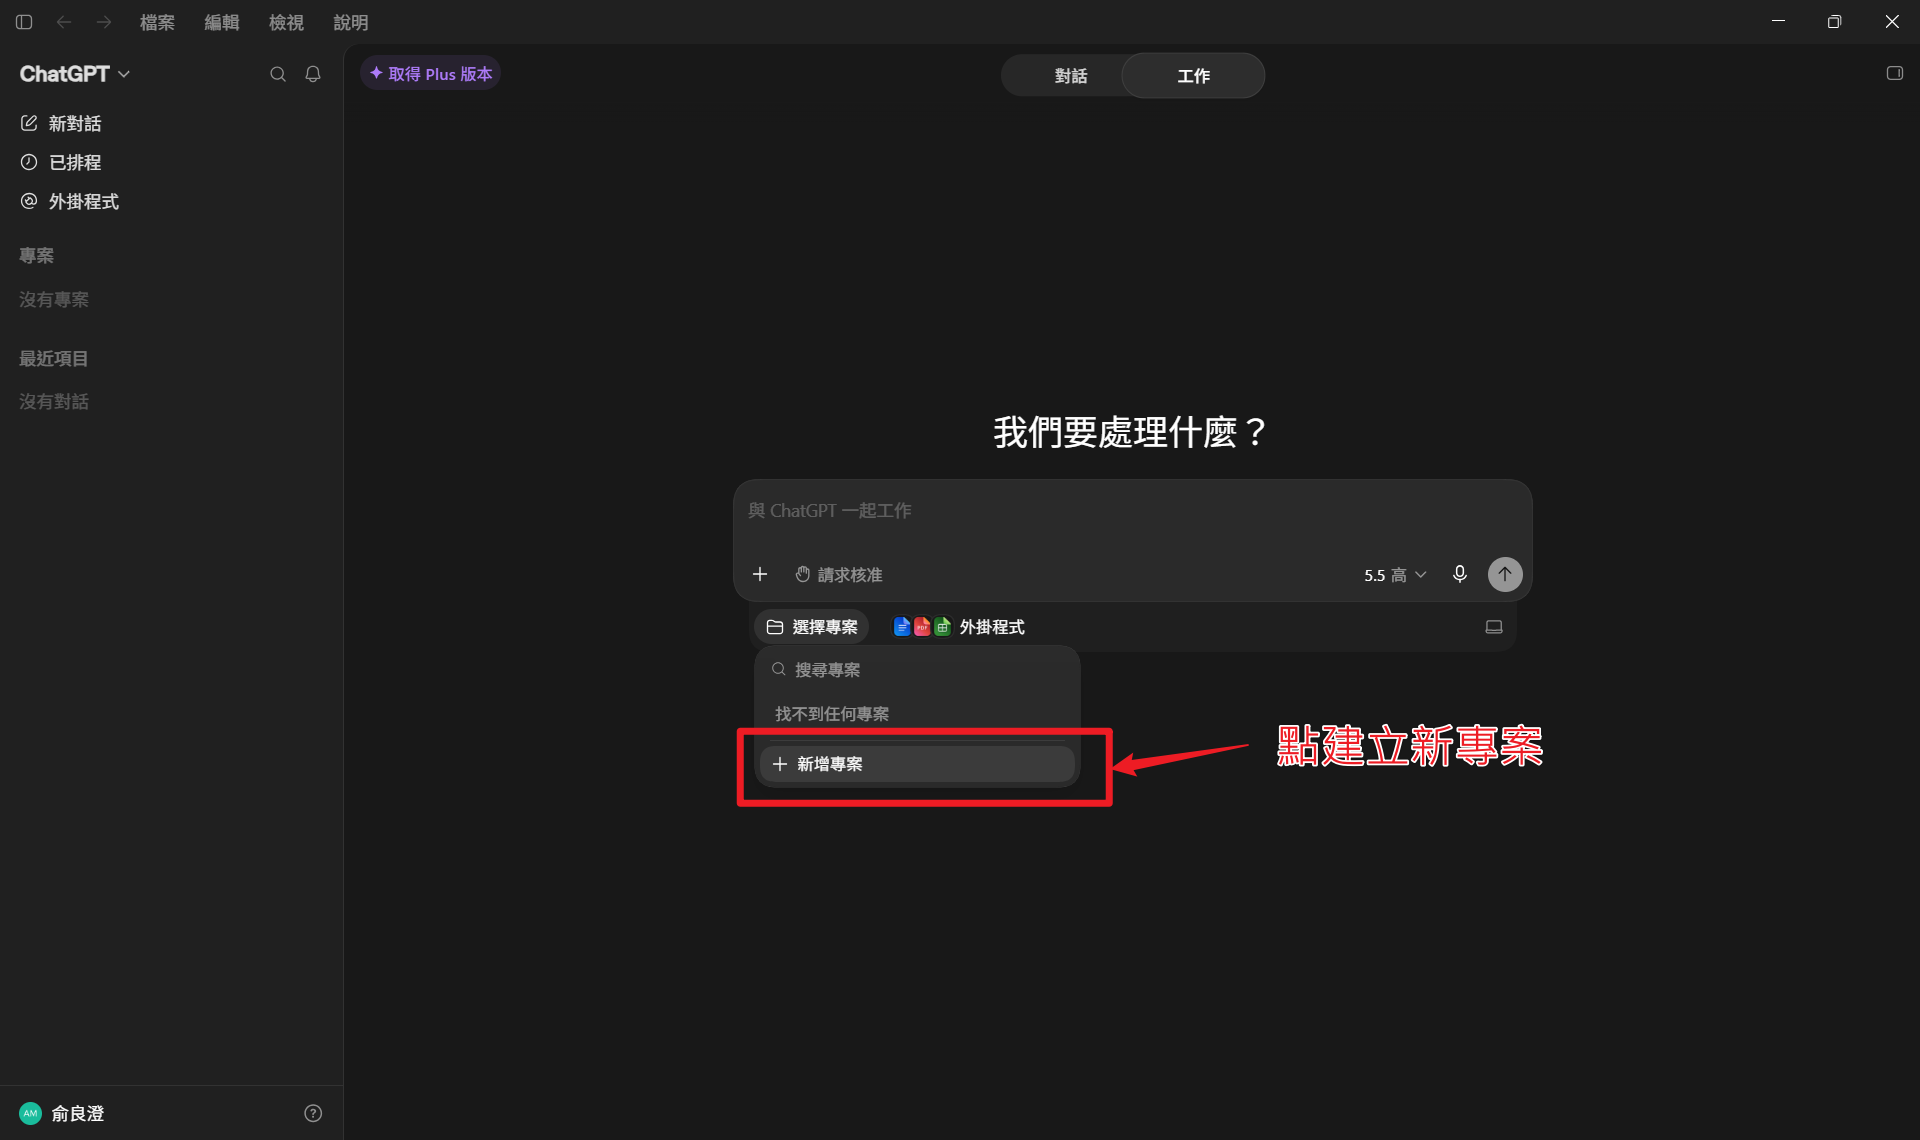 檔案 編輯 檢視 說明
ChatGPT
取得 Plus 版本
對話 工作
新對話
已排程
外掛程式
專案
沒有專案
最近項目
沒有對話
我們要處理什麼？
與 ChatGPT 一起工作
請求核准
5.5 高
選擇專案
PDF
外掛程式
搜尋專案
找不到任何專案
新增專案
點建立新專案
AM 俞良澄